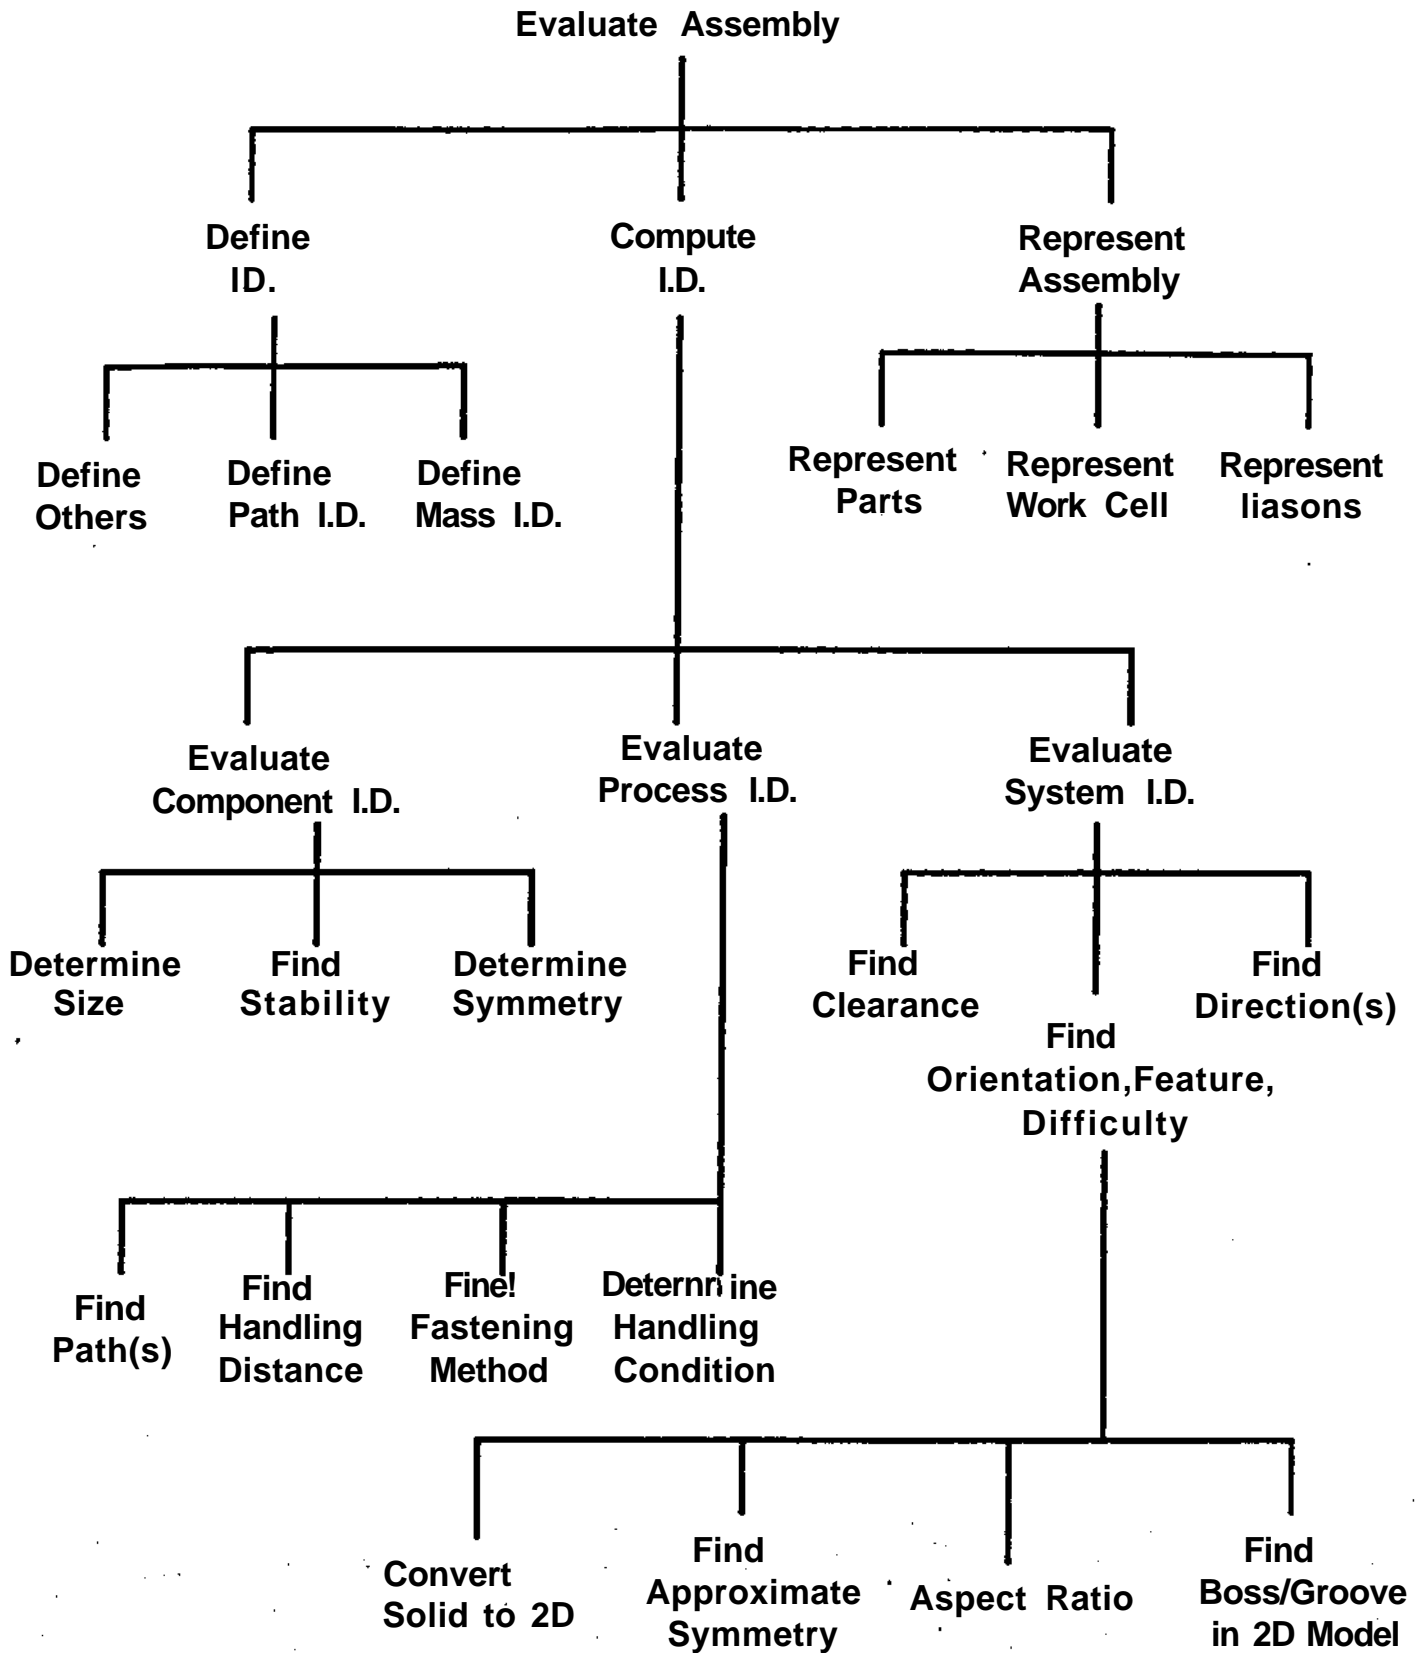 Evaluate Assembly
Define
ID.
Compute
I.D.
Represent
Assembly
Define
Others
Define
Path I.D.
Define
Mass I.D.
Represent
Parts
Represent
Work Cell
Represent
liasons
Evaluate
Component I.D.
Evaluate
Process I.D.
Evaluate
System I.D.
Determine
Size
Find
Stability
Determine
Symmetry
Find
Clearance
Find
Orientation,Feature,
Difficulty
Find
Direction(s)
Find
Path(s)
Find
Handling
Distance
Fine!
Fastening
Method
Deternr ine
Handling
Condition
Convert
Solid to 2D
Find
Approximate
Symmetry
Aspect Ratio
Find
Boss/Groove
in 2D Model